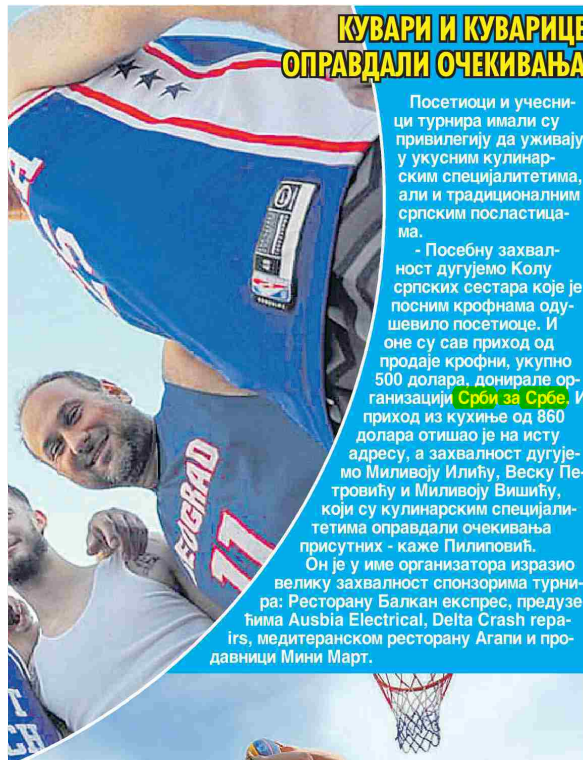 КУВАРИ И КУВАРИЦЕ
ОПРАВДАЛИ ОЧЕКИВАЊА
Посетиоци и учесни-
ци турнира имали су
привилегију да уживају
у укусним кулинар-
ским специјалитетима,
али и традиционалним
српским посластица-
ма.
- Посебну захвал-
ност дугујемо Колу
српских сестара које је
посним крофнама оду-
шевило посетиоце. И
оне су сав приход од
продаје крофни, укупно
500 долара, донирале ор-
ганизацији Срби за Србе. И
приход из кухиње од 860
долара отишао је на исту
адресу, а захвалност дугује-
мо Миливоју Илићу, Веску Пе-
тровићу и Миливоју Вишићу,
који су кулинарским специјали-
тетима оправдали очекивања
присутних - каже Пилиповић.
Он је у име организатора изразио
велику захвалност спонзорима турни-
ра: Ресторану Балкан експрес, предузе-
ћима Ausbia Electrical, Delta Crash repa-
irs, медитеранском ресторану Агапи и про-
давници Мини Март.
BEOGRAD
11